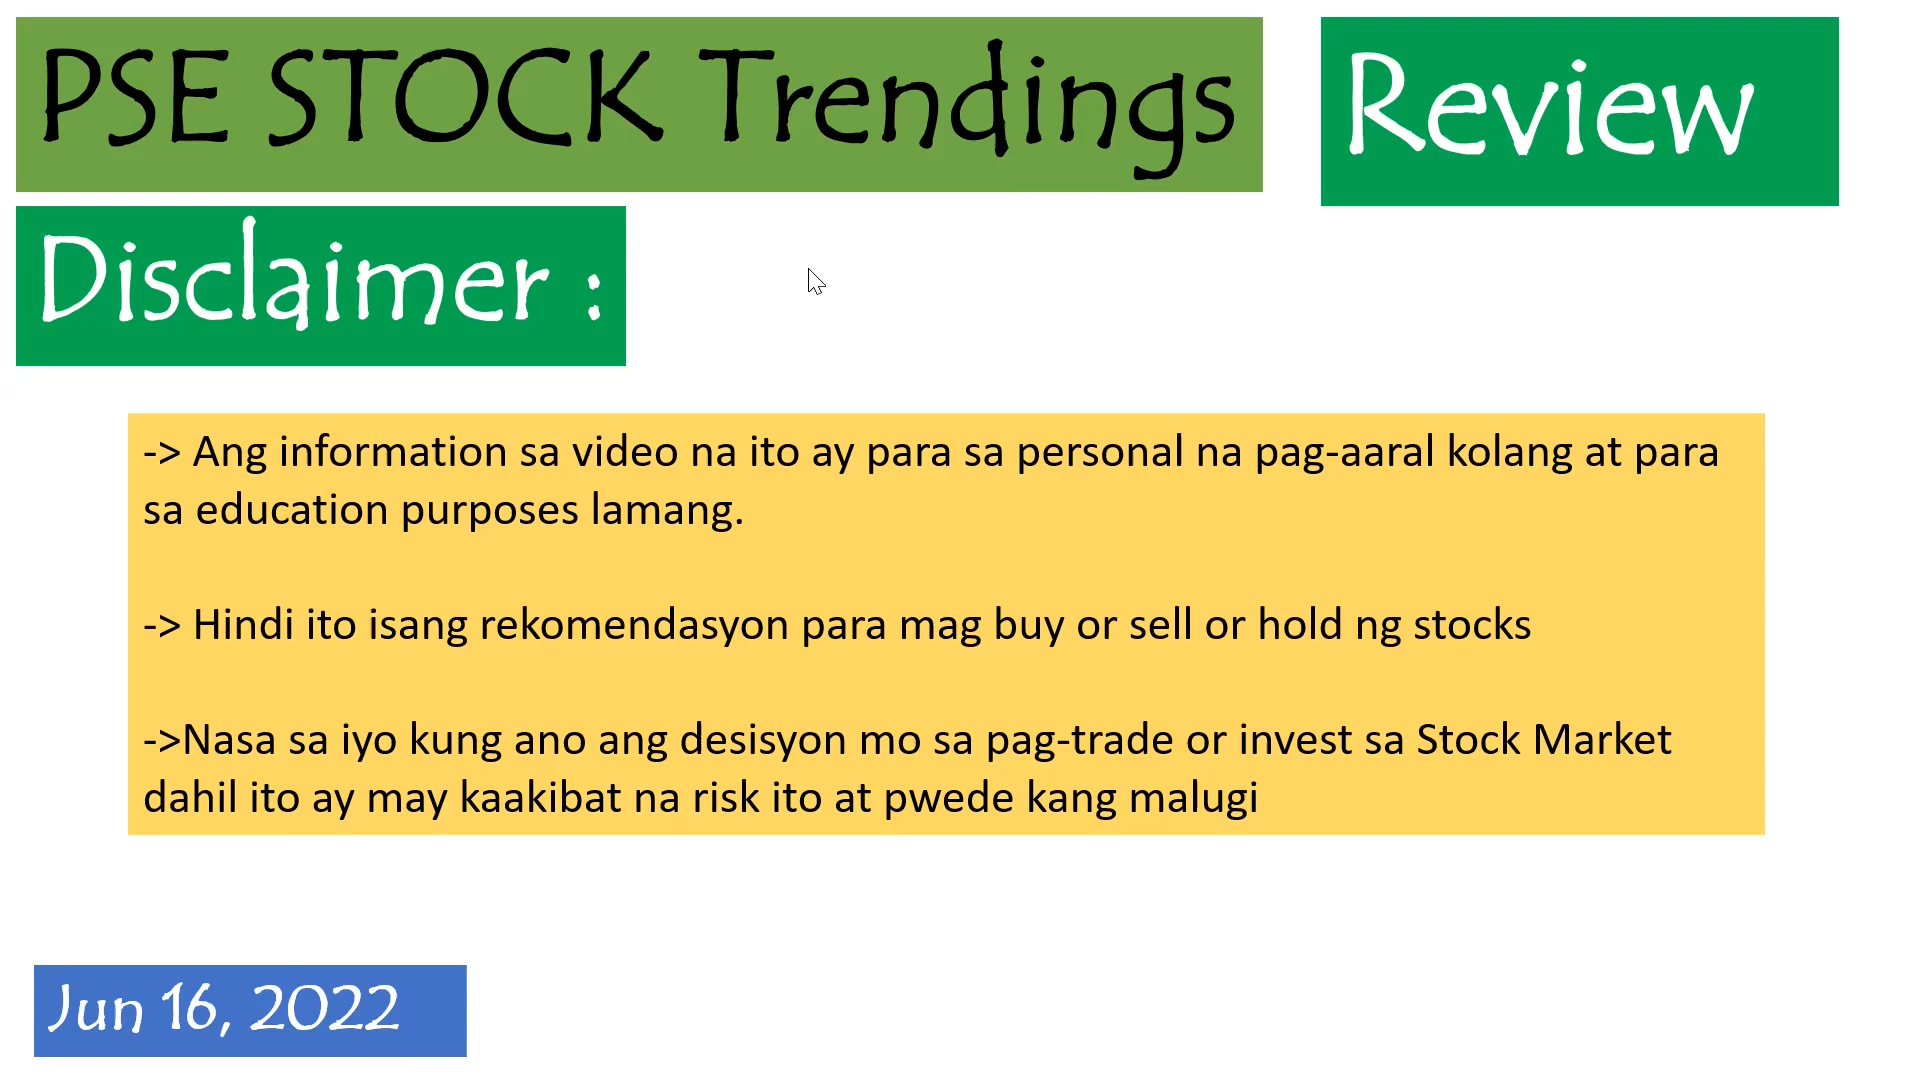 PSE STOCK Trendings
Review
Disclaimer :
-> Ang information sa video na ito ay para sa personal na pag-aaral kolang at para
sa education purposes lamang.
-> Hindi ito isang rekomendasyon para mag buy or sell or hold ng stocks
->Nasa sa iyo kung ano ang desisyon mo sa pag-trade or invest sa Stock Market
dahil ito ay may kaakibat na risk ito at pwede kang malugi
Jun 16, 2022